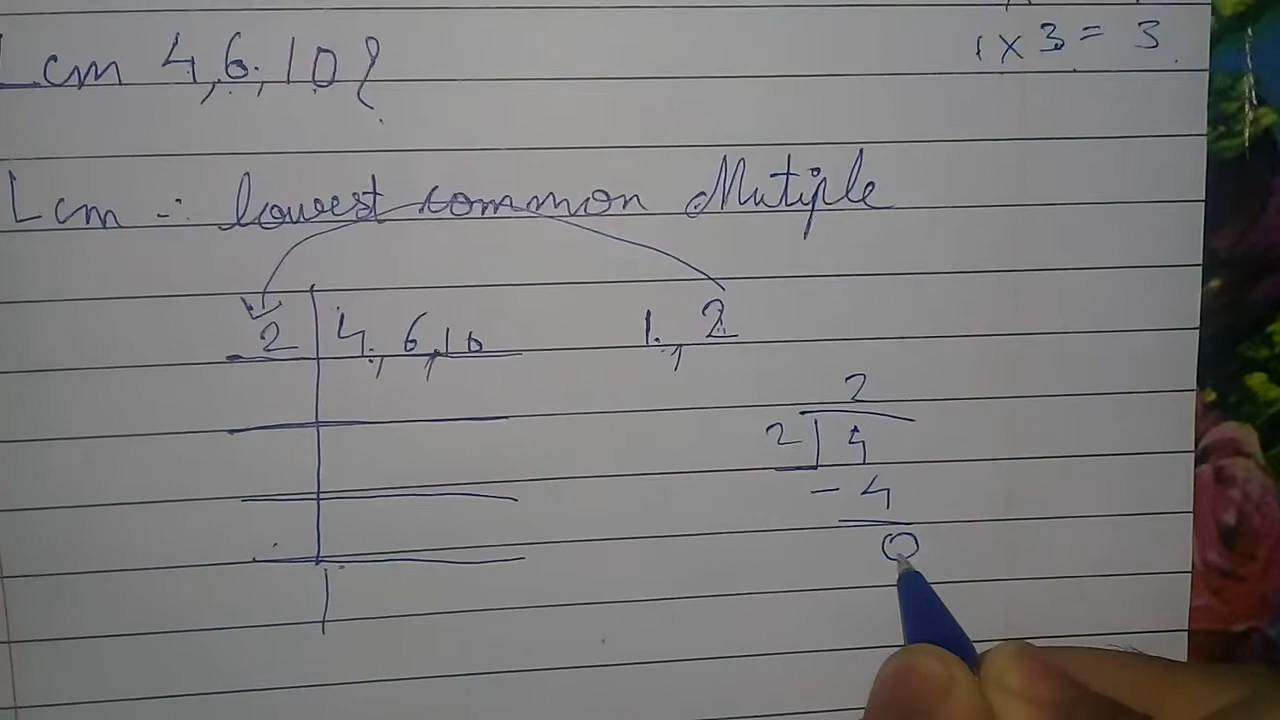 1 x 3 = 3
Lcm 4, 6, 10?
Lcm -: lowest common Mutiple
2 4, 6, 10 1, 2
2
2 4
- 4
0